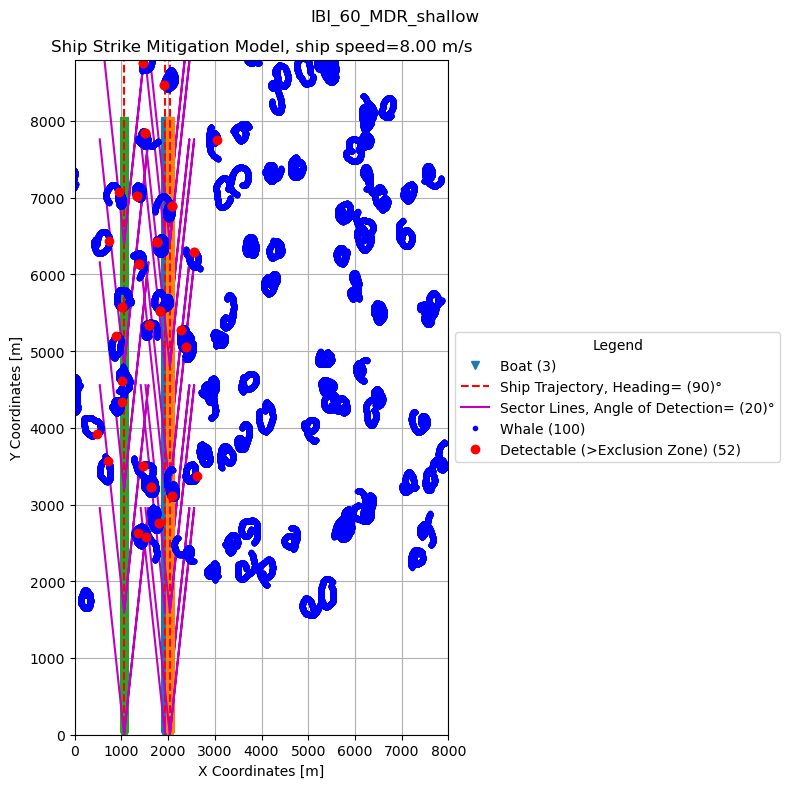 IBI_60_MDR_shallow
Ship Strike Mitigation Model, ship speed=8.00 m/s
8000
7000
6000
5000
4000
3000
2000
1000
0
Y Coordinates [m]
0 1000 2000 3000 4000 5000 6000 7000 8000
X Coordinates [m]
Legend
Boat (3)
Ship Trajectory, Heading= (90)°
Sector Lines, Angle of Detection= (20)°
Whale (100)
Detectable (>Exclusion Zone) (52)